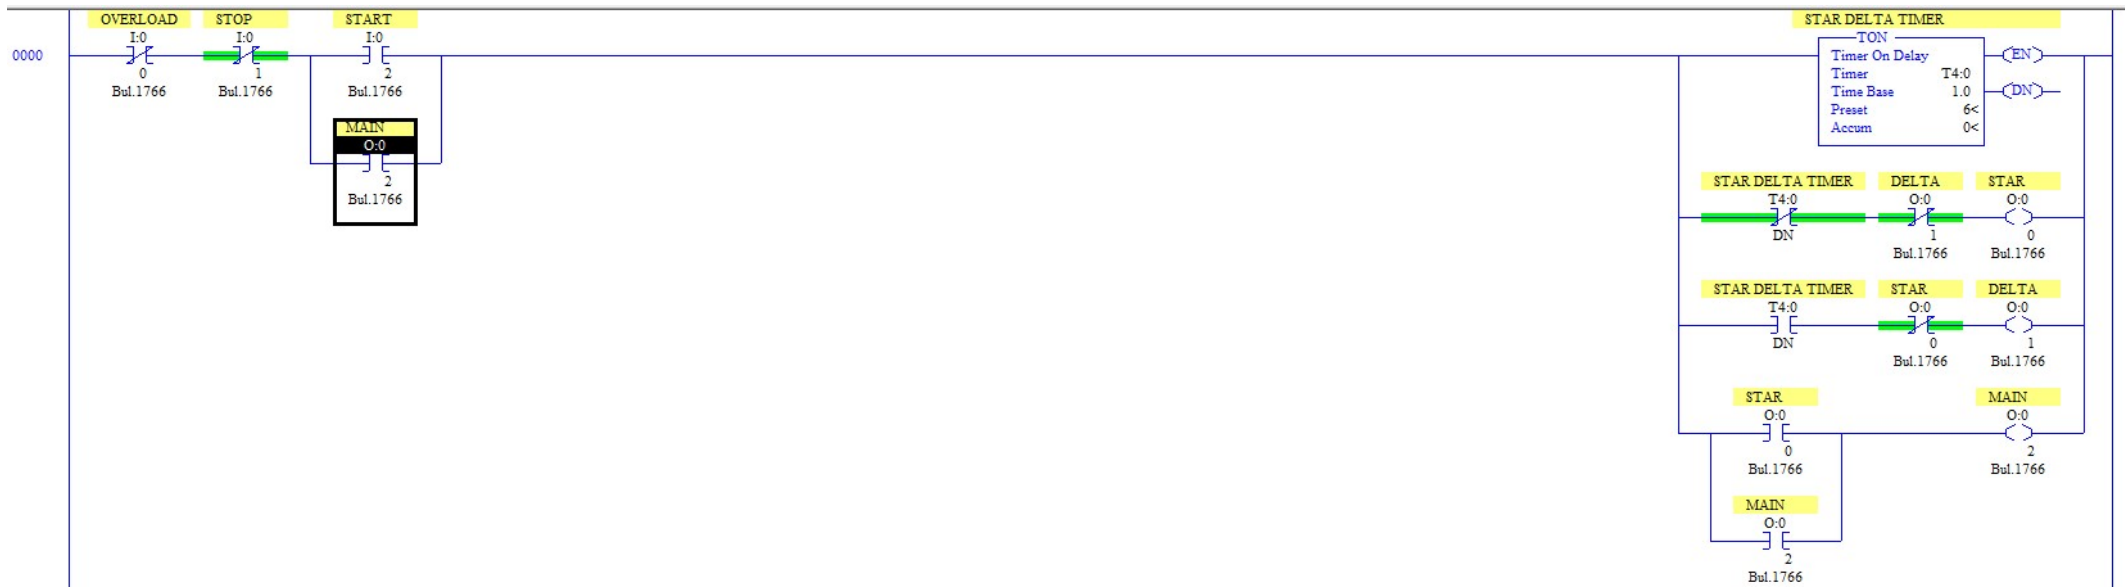 OVERLOAD STOP START STAR DELTA TIMER
I:0 I:0 I:0 TON
0000 Timer On Delay EN
0 1 2 Timer T4:0
Bul.1766 Bul.1766 Bul.1766 Time Base 1.0 DN
Preset 6<
MAIN Accum 0<
O:0
2 STAR DELTA TIMER DELTA STAR
Bul.1766 T4:0 O:0 O:0
DN 1 0
Bul.1766 Bul.1766
STAR DELTA TIMER STAR DELTA
T4:0 O:0 O:0
DN 0 1
Bul.1766 Bul.1766
STAR MAIN
O:0 O:0
0 2
Bul.1766 Bul.1766
MAIN
O:0
2
Bul.1766